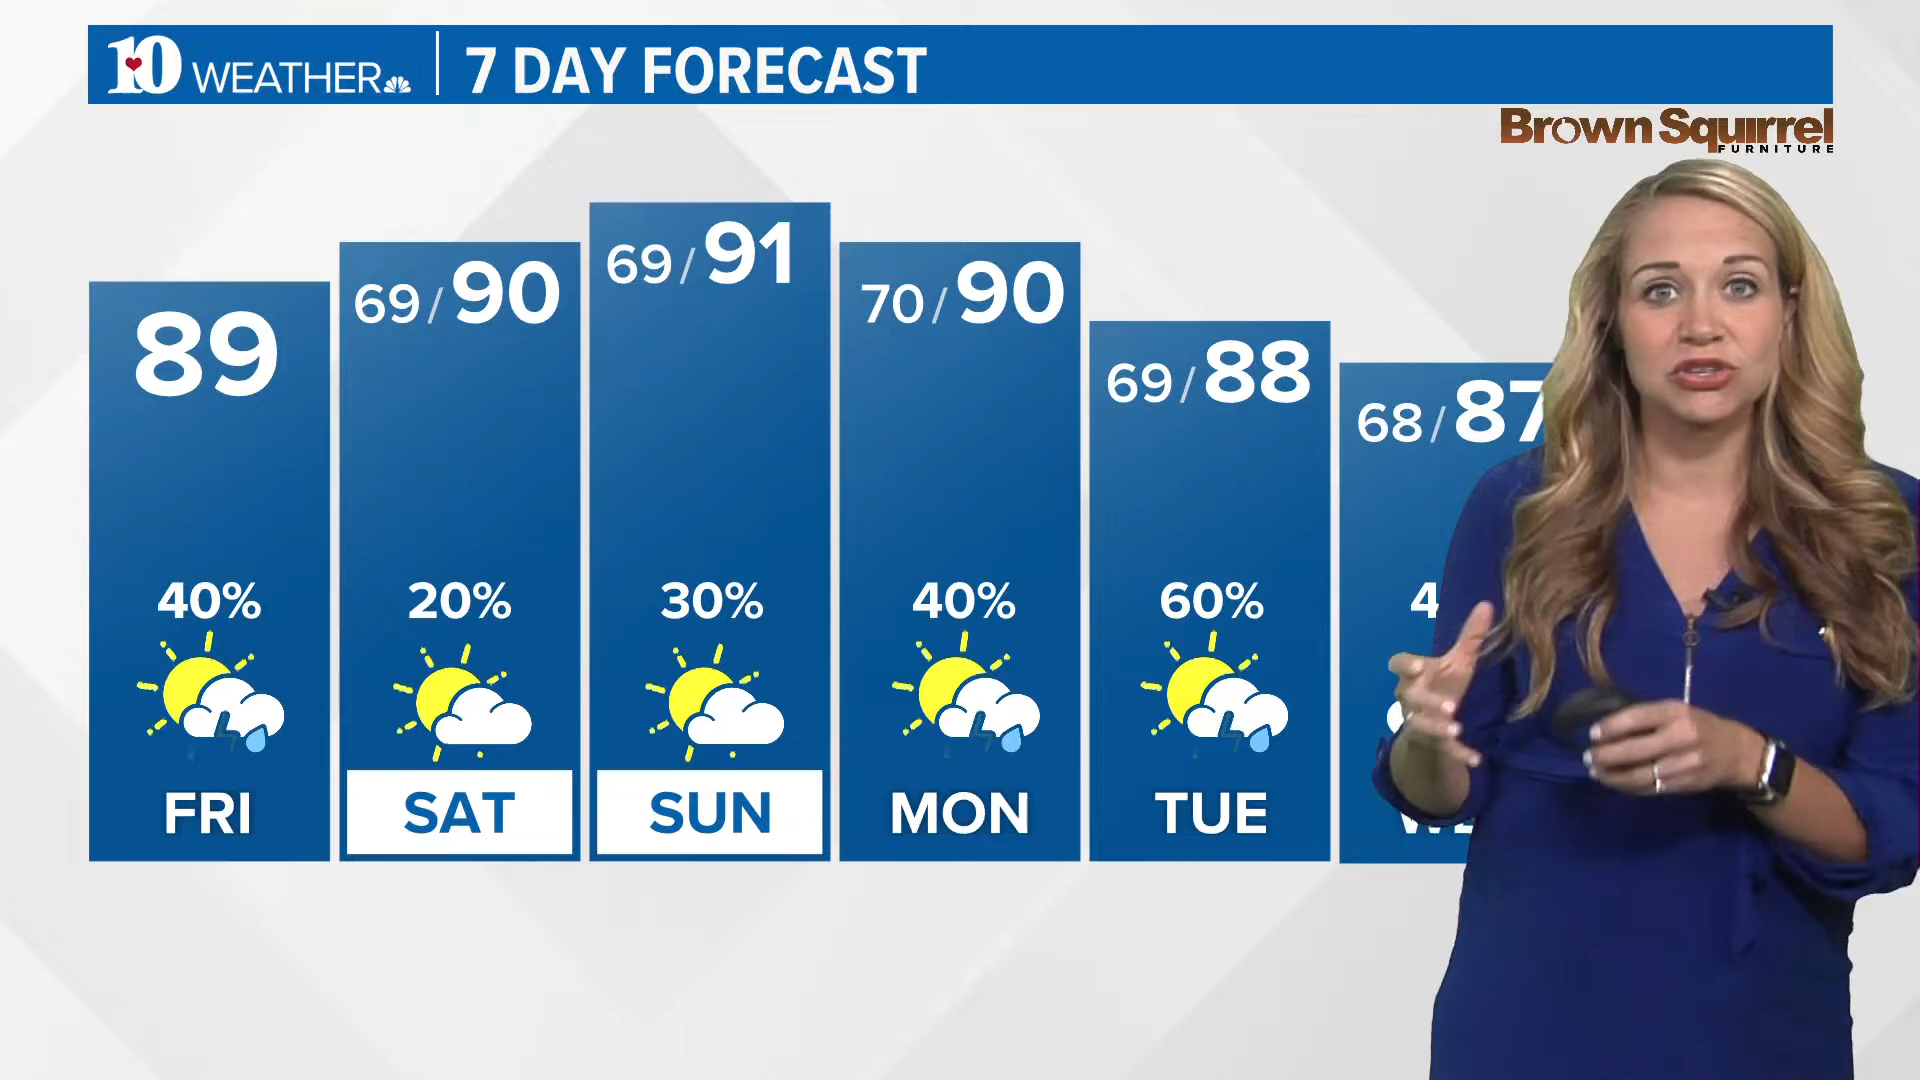 10 WEATHER | 7 DAY FORECAST
Brown Squirrel
FURNITURE
89
69/90
69/91
70/90
69/88
68/87
40%
20%
30%
40%
60%
4
FRI
SAT
SUN
MON
TUE